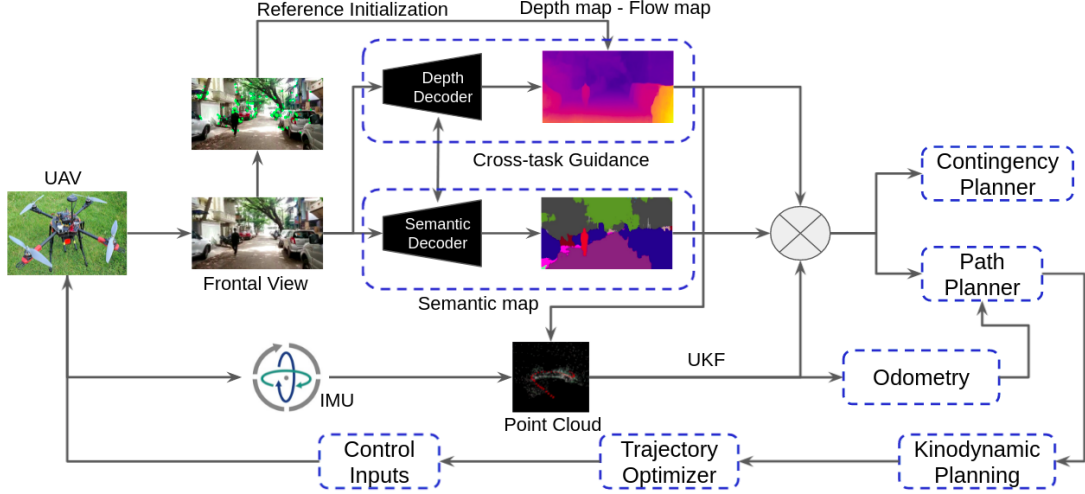 Reference Initialization
Depth map - Flow map
Depth
Decoder
Cross-task Guidance
UAV
Contingency
Planner
Semantic
Decoder
Path
Planner
Frontal View
Semantic map
UKF
Odometry
IMU
Point Cloud
Control
Inputs
Trajectory
Optimizer
Kinodynamic
Planning